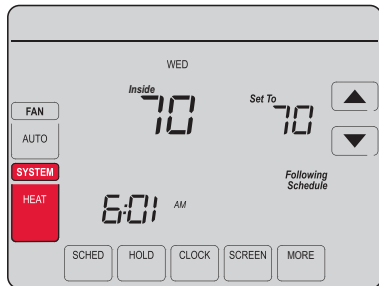 WED
Inside
70
Set To
70
FAN
AUTO
SYSTEM
HEAT
Following
Schedule
6:01 AM
SCHED HOLD CLOCK SCREEN MORE